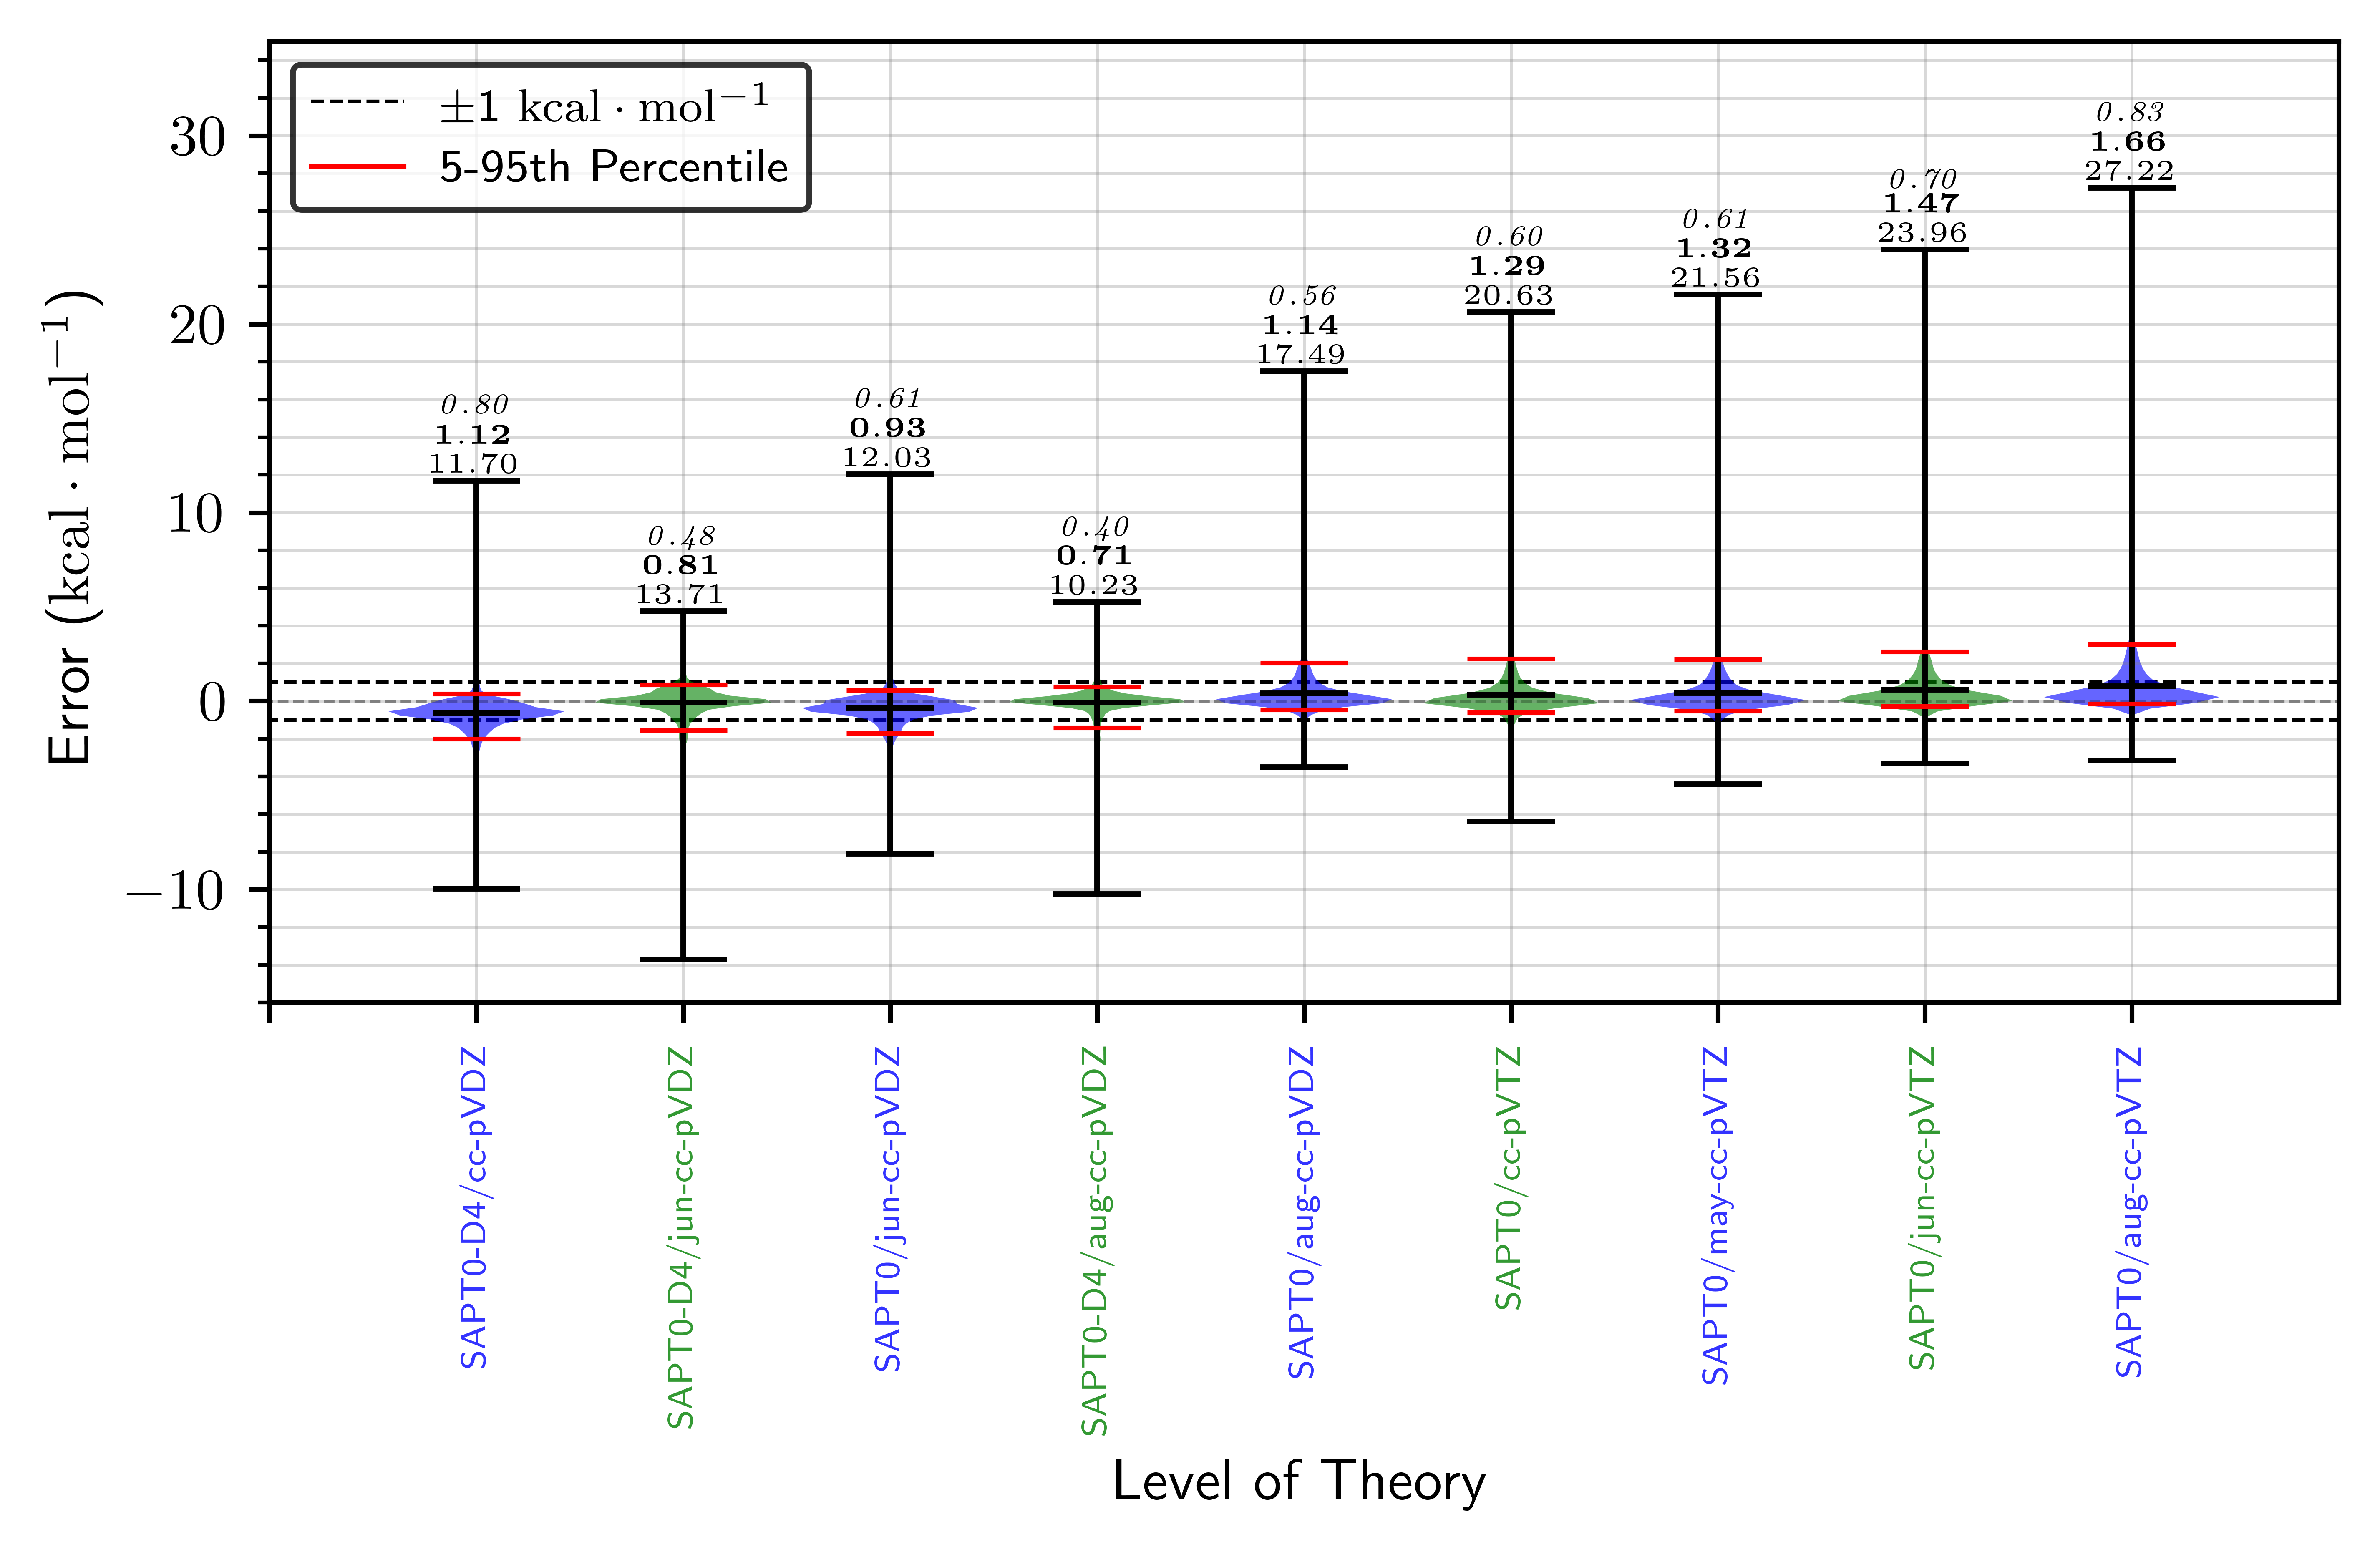 ±1 kcal · mol⁻¹
5-95th Percentile
Error (kcal · mol⁻¹)
30
20
10
0
−10
0.80
1.12
11.70
0.48
0.81
13.71
0.61
0.93
12.03
0.40
0.71
10.23
0.56
1.14
17.49
0.60
1.29
20.63
0.61
1.32
21.56
0.70
1.47
23.96
0.83
1.66
27.22
SAPT0-D4/cc-pVDZ
SAPT0-D4/jun-cc-pVDZ
SAPT0/jun-cc-pVDZ
SAPT0-D4/aug-cc-pVDZ
SAPT0/aug-cc-pVDZ
SAPT0/cc-pVTZ
SAPT0/may-cc-pVTZ
SAPT0/jun-cc-pVTZ
SAPT0/aug-cc-pVTZ
Level of Theory